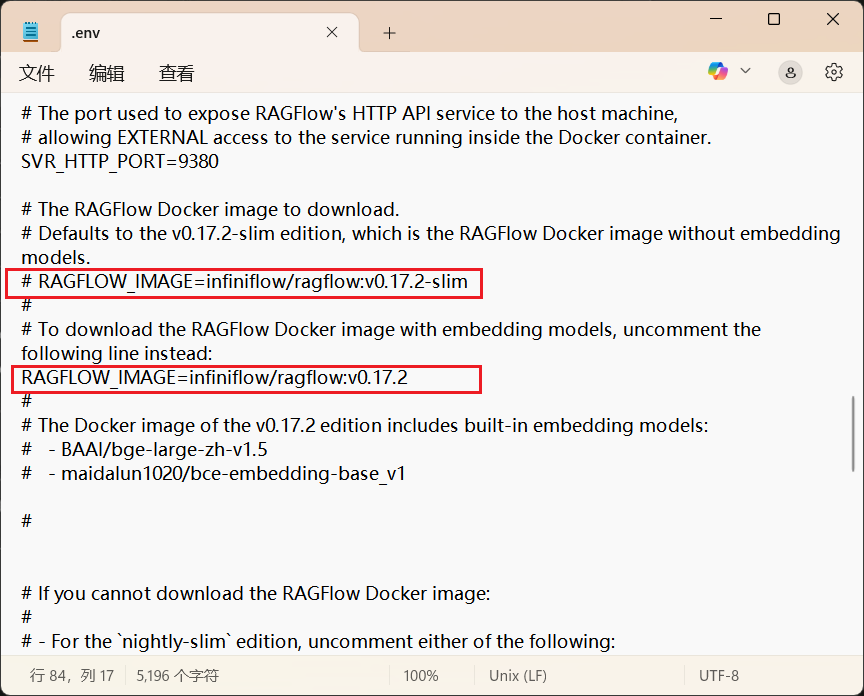 .env
文件 编辑 查看
# The port used to expose RAGFlow's HTTP API service to the host machine,
# allowing EXTERNAL access to the service running inside the Docker container.
SVR_HTTP_PORT=9380
# The RAGFlow Docker image to download.
# Defaults to the v0.17.2-slim edition, which is the RAGFlow Docker image without embedding
models.
# RAGFLOW_IMAGE=infiniflow/ragflow:v0.17.2-slim
#
# To download the RAGFlow Docker image with embedding models, uncomment the
following line instead:
RAGFLOW_IMAGE=infiniflow/ragflow:v0.17.2
#
# The Docker image of the v0.17.2 edition includes built-in embedding models:
#   - BAAI/bge-large-zh-v1.5
#   - maidalun1020/bce-embedding-base_v1
#
# If you cannot download the RAGFlow Docker image:
#
# - For the `nightly-slim` edition, uncomment either of the following:
行 84，列 17 5,196 个字符 100% Unix (LF) UTF-8